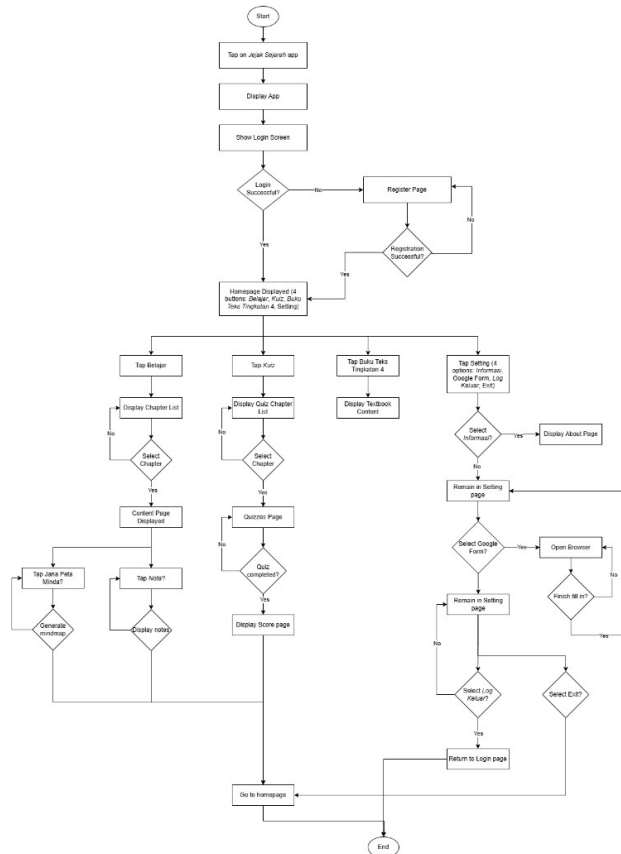 Start
Tap on Jejak Sejarah app
Display App
Show Login Screen
Login
Successful?
No
Register Page
No
Yes
Registration
Successful?
Yes
Homepage Displayed (4
buttons: Belajar, Kuiz, Buku
Teks Tingkatan 4, Setting)
Tap Belajar
Tap Kuiz
Tap Buku Teks
Tingkatan 4
Tap Setting (4
options: Informasi,
Google Form, Log
Keluar, Exit)
Display Chapter List
Display Quiz Chapter
List
Display Textbook
Content
No
Select
Chapter
No
Select
Chapter
Select
Informasi?
Yes
Display About Page
Yes
Yes
No
Content Page
Displayed
Quizzes Page
Remain in Setting
page
No
Quiz
completed?
Select Google
Form?
Yes
Open Browser
No
Tap Jana Peta
Minda?
Tap Nota?
Finish fill in?
Yes
Yes
Generate
mindmap
Display notes
Display Score page
Remain in Setting
page
No
Select Log
Keluar?
Select Exit?
Yes
Return to Login page
Go to homepage
End